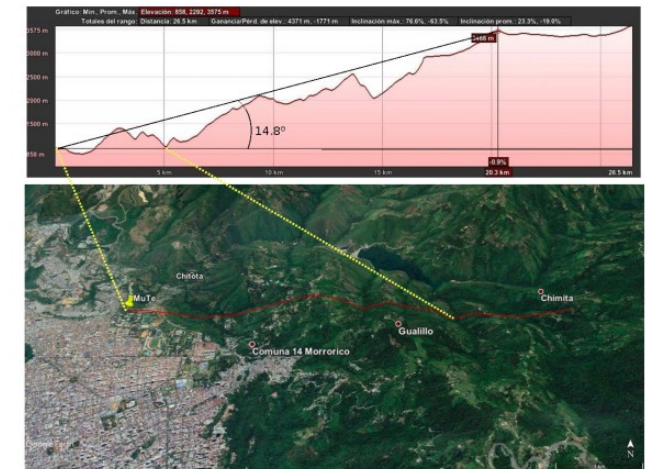 Gráfico: Mín., Prom., Máx. Elevación: 858, 2292, 3575 m
Totales del rango: Distancia: 26.5 km Ganancia/Pérd. de elev.: 4371 m, -1771 m Inclinación máx.: 76.6%, -63.5% Inclinación prom.: 23.3%, -19.0%
3575 m
3000 m
2500 m
2000 m
1500 m
858 m
14.8º
-0.9%
5 km
10 km
15 km
20.3 km
26.5 km
Chitota
MuTe
Chimita
Gualillo
Comuna 14 Morrorico
Google Earth
N